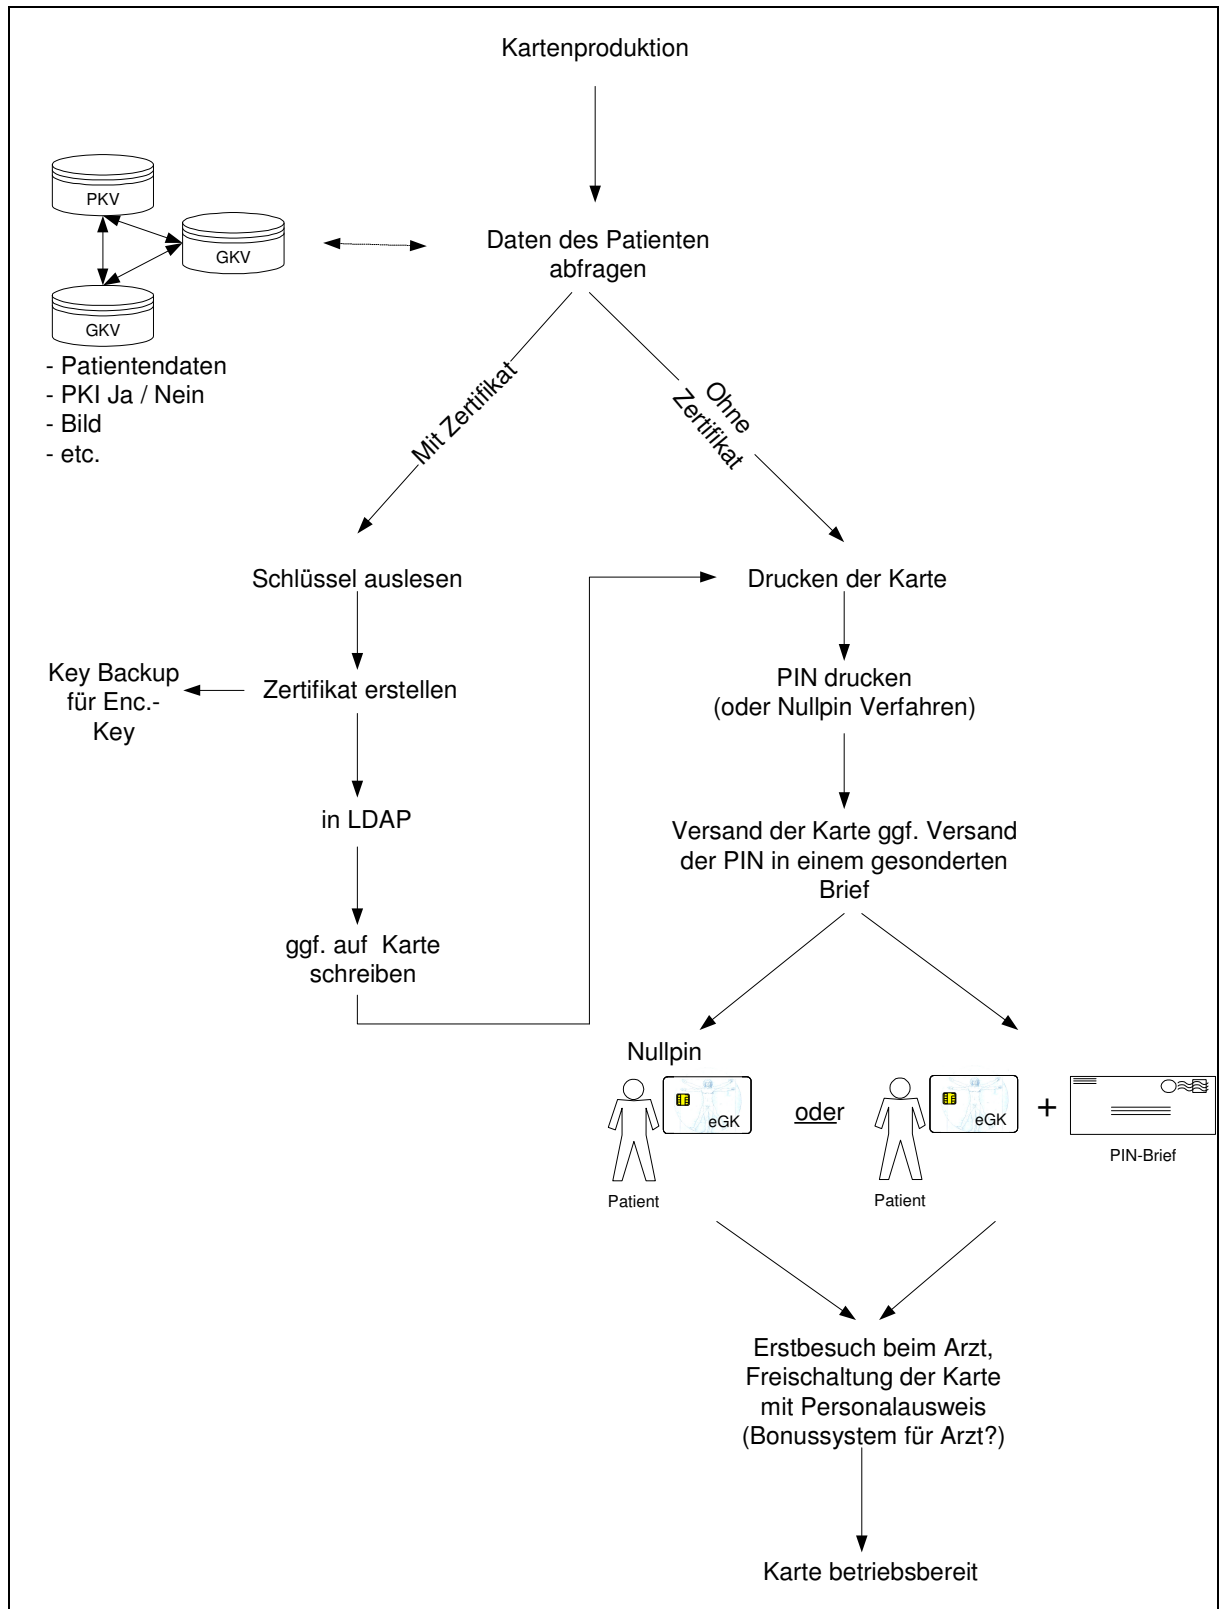 Kartenproduktion
PKV
GKV
GKV
- Patientendaten
- PKI Ja / Nein
- Bild
- etc.
Daten des Patienten
abfragen
Mit Zertifikat
Ohne
Zertifikat
Schlüssel auslesen
Key Backup
für Enc.-
Key
Zertifikat erstellen
in LDAP
ggf. auf Karte
schreiben
Drucken der Karte
PIN drucken
(oder Nullpin Verfahren)
Versand der Karte ggf. Versand
der PIN in einem gesonderten
Brief
Nullpin
eGK
Patient
oder
eGK
Patient
+
PIN-Brief
Erstbesuch beim Arzt,
Freischaltung der Karte
mit Personalausweis
(Bonussystem für Arzt?)
Karte betriebsbereit